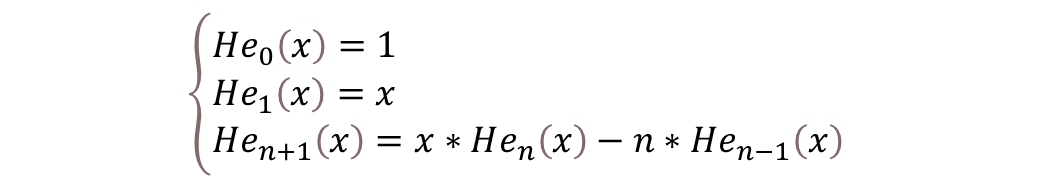 He₀(x) = 1
He₁(x) = x
Heₙ₊₁(x) = x * Heₙ(x) − n * Heₙ₋₁(x)